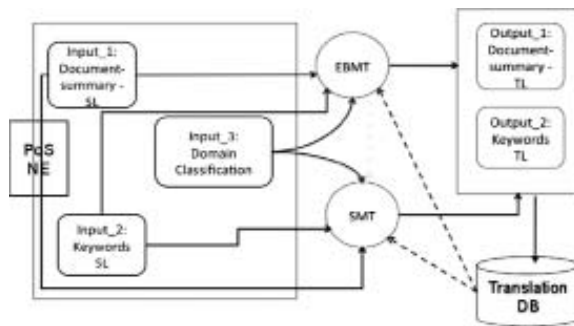 Input_1:
Document-
summary -
SL
EBMT
Output_1:
Document-
summary -
TL
Output_2:
Keywords
TL
PoS
NE
Input_3:
Domain
Classification
Input_2:
Keywords
SL
SMT
Translation
DB